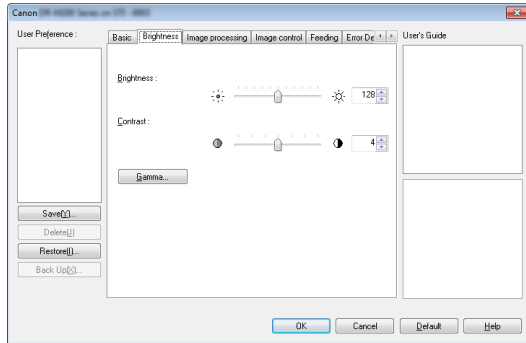 Canon
User Preference :
Basic Brightness Image processing Image control Feeding Error De
User's Guide
Brightness :
128
Contrast :
4
Gamma...
Save(Y)...
Delete(J)
Restore(I)...
Back Up(X)...
OK Cancel Default Help